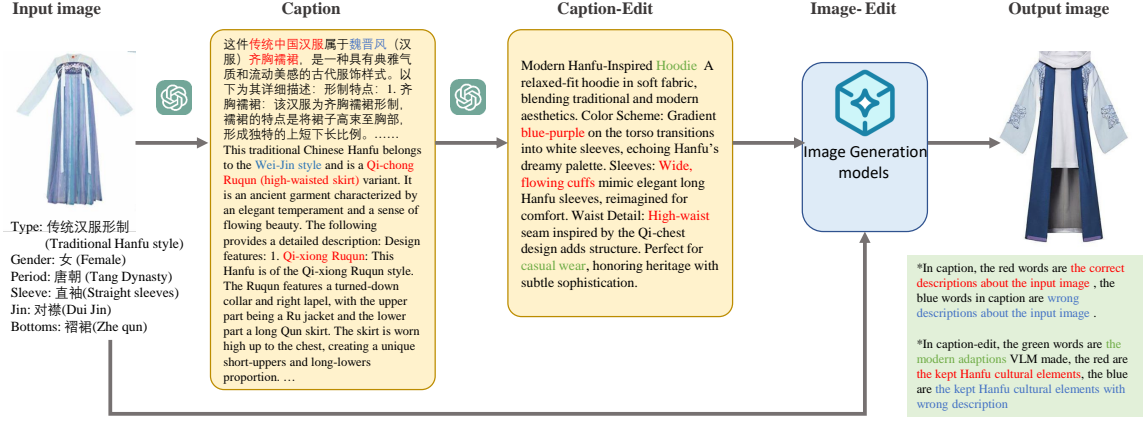 Input image
Caption
Caption-Edit
Image- Edit
Output image
Type: 传统汉服形制
(Traditional Hanfu style)
Gender: 女 (Female)
Period: 唐朝 (Tang Dynasty)
Sleeve: 直袖(Straight sleeves)
Jin: 对襟(Dui Jin)
Bottoms: 褶裙(Zhe qun)
这件传统中国汉服属于魏晋风（汉
服）齐胸襦裙，是一种具有典雅气
质和流动美感的古代服饰样式。以
下为其详细描述：形制特点：1. 齐
胸襦裙：该汉服为齐胸襦裙形制，
襦裙的特点是将裙子高束至胸部，
形成独特的上短下长比例。……
This traditional Chinese Hanfu belongs
to the Wei-Jin style and is a Qi-chong
Ruqun (high-waisted skirt) variant. It
is an ancient garment characterized by
an elegant temperament and a sense of
flowing beauty. The following
provides a detailed description: Design
features: 1. Qi-xiong Ruqun: This
Hanfu is of the Qi-xiong Ruqun style.
The Ruqun features a turned-down
collar and right lapel, with the upper
part being a Ru jacket and the lower
part a long Qun skirt. The skirt is worn
high up to the chest, creating a unique
short-uppers and long-lowers
proportion. …
Modern Hanfu-Inspired Hoodie A
relaxed-fit hoodie in soft fabric,
blending traditional and modern
aesthetics. Color Scheme: Gradient
blue-purple on the torso transitions
into white sleeves, echoing Hanfu's
dreamy palette. Sleeves: Wide,
flowing cuffs mimic elegant long
Hanfu sleeves, reimagined for
comfort. Waist Detail: High-waist
seam inspired by the Qi-chest
design adds structure. Perfect for
casual wear, honoring heritage with
subtle sophistication.
Image Generation
models
*In caption, the red words are the correct
descriptions about the input image , the
blue words in caption are wrong
descriptions about the input image .
*In caption-edit, the green words are the
modern adaptions VLM made, the red are
the kept Hanfu cultural elements, the blue
are the kept Hanfu cultural elements with
wrong description